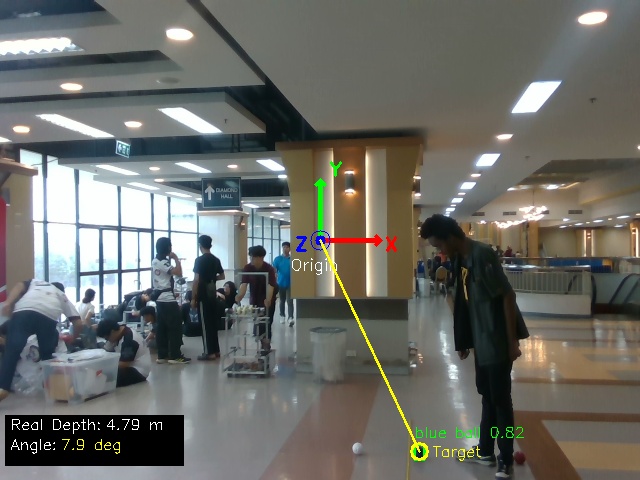 DIAMOND
HALL
Y
Z
X
Origin
blue ball 0.82
Target
Real Depth: 4.79 m
Angle: 7.9 deg